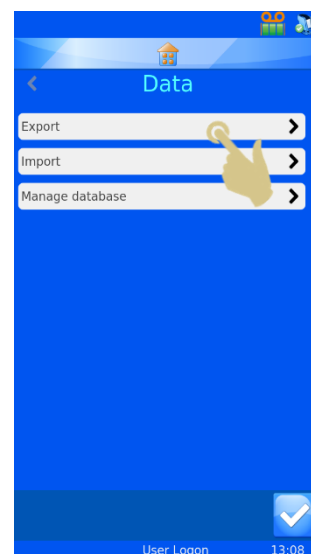 Data
Export
Import
Manage database
User Logon 13:08